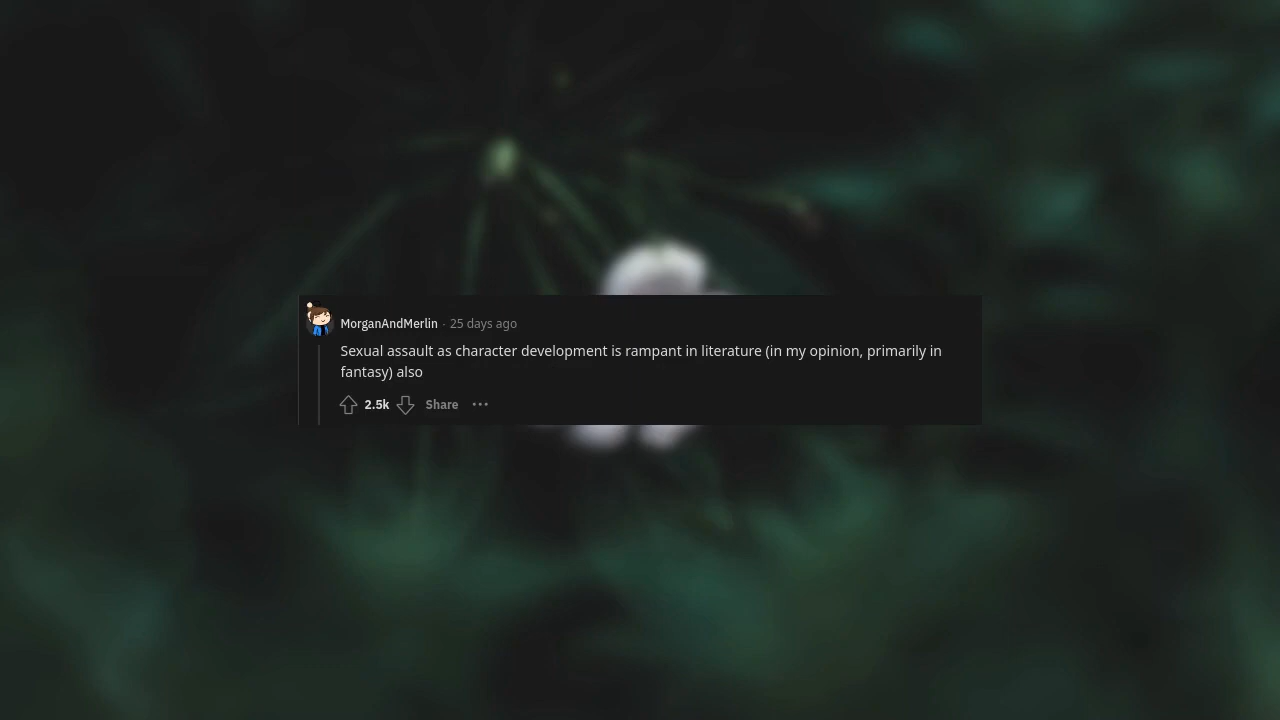 MorganAndMerlin · 25 days ago
Sexual assault as character development is rampant in literature (in my opinion, primarily in
fantasy) also
2.5k Share ···